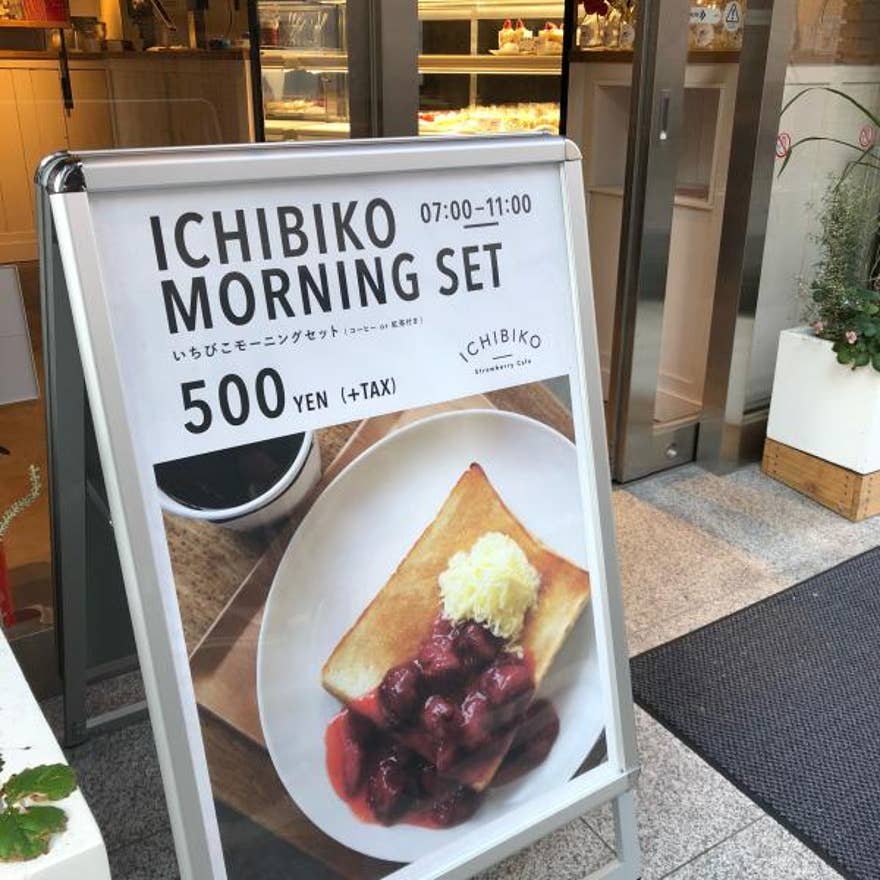 ICHIBIKO 07:00-11:00
MORNING SET
いちびこモーニングセット (コーヒー or 紅茶付き)
500 YEN (+TAX)
ICHIBIKO
Strawberry Cafe